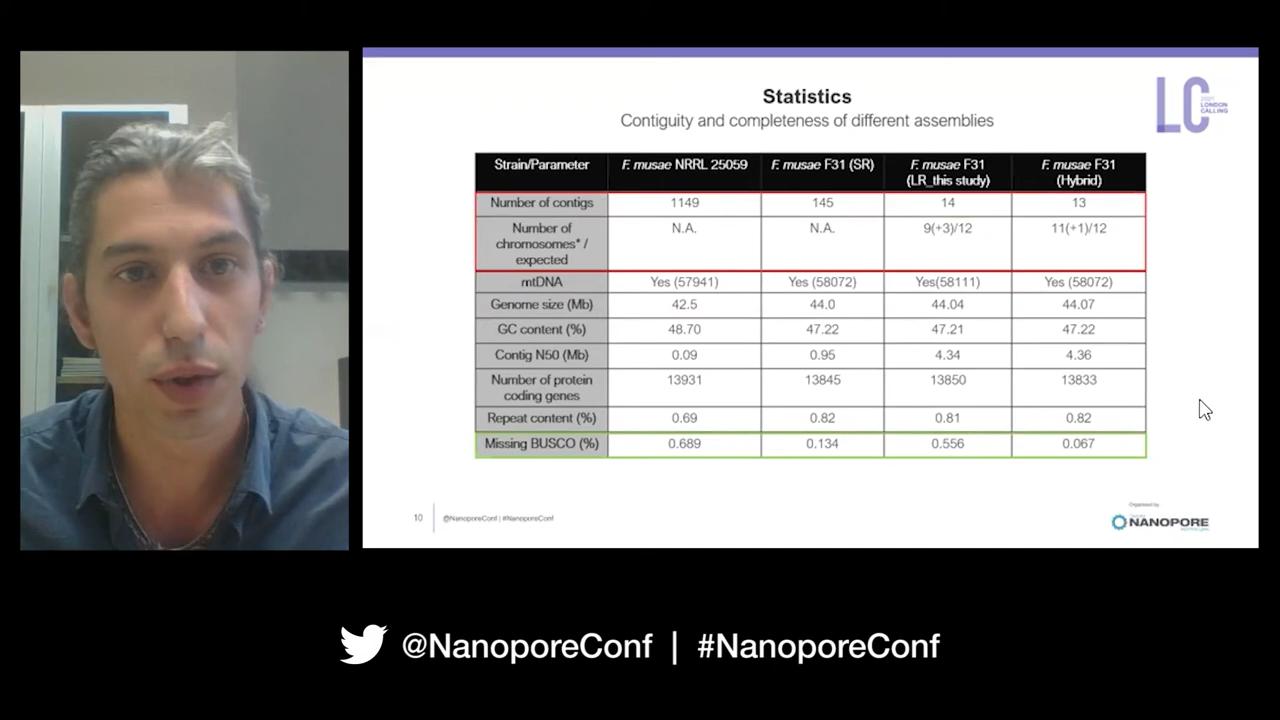 Statistics
Contiguity and completeness of different assemblies
LC
2021
LONDON
CALLING
Strain/Parameter F. musae NRRL 25059 F. musae F31 (SR) F. musae F31 (LR_this study) F. musae F31 (Hybrid)
Number of contigs 1149 145 14 13
Number of chromosomes* / expected N.A. N.A. 9(+3)/12 11(+1)/12
mtDNA Yes (57941) Yes (58072) Yes(58111) Yes (58072)
Genome size (Mb) 42.5 44.0 44.04 44.07
GC content (%) 48.70 47.22 47.21 47.22
Contig N50 (Mb) 0.09 0.95 4.34 4.36
Number of protein coding genes 13931 13845 13850 13833
Repeat content (%) 0.69 0.82 0.81 0.82
Missing BUSCO (%) 0.689 0.134 0.556 0.067
10 @NanoporeConf | #NanoporeConf
Organised by
NANOPORE
@NanoporeConf | #NanoporeConf